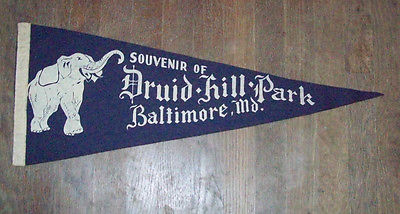 SOUVENIR OF
Druid·Hill·Park
Baltimore, Md.